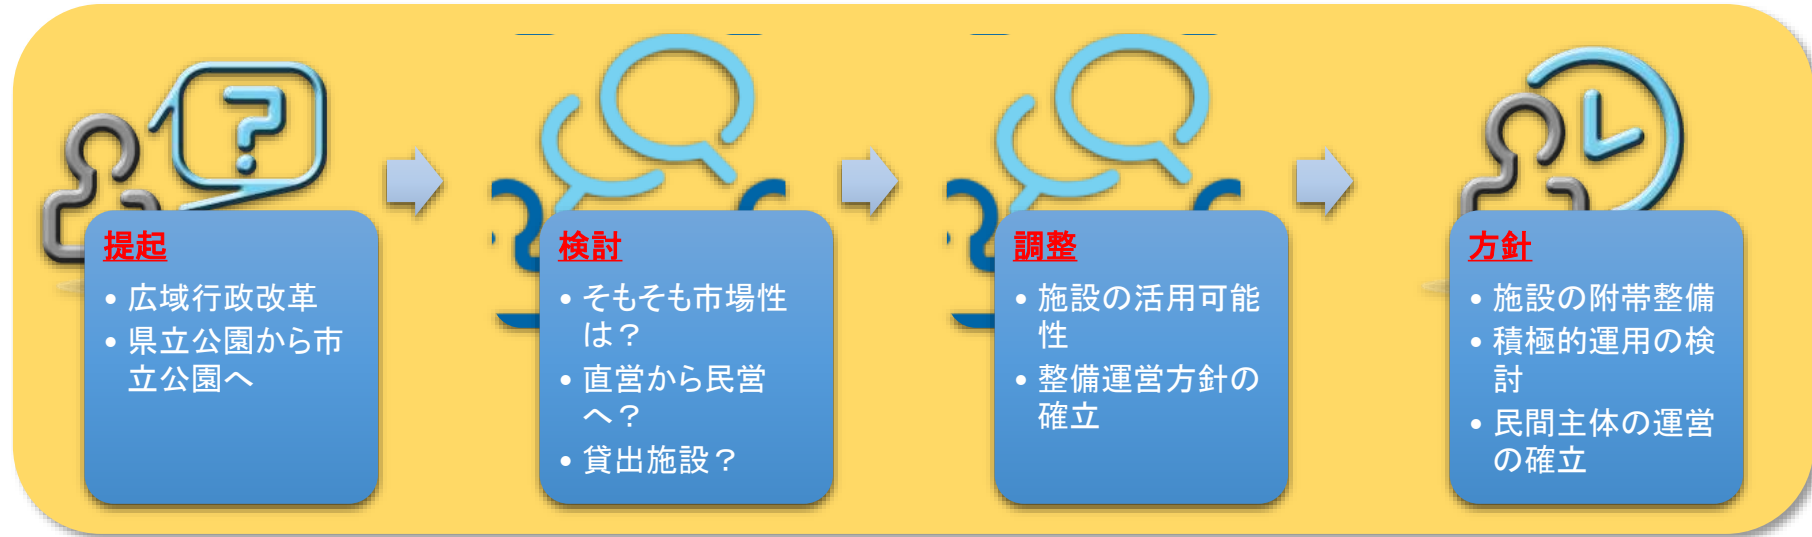 ?
提起
• 広域行政改革
• 県立公園から市
立公園へ
検討
• そもそも市場性
は？
• 直営から民営
へ？
• 貸出施設？
調整
• 施設の活用可能
性
• 整備運営方針の
確立
方針
• 施設の附帯整備
• 積極的運用の検
討
• 民間主体の運営
の確立